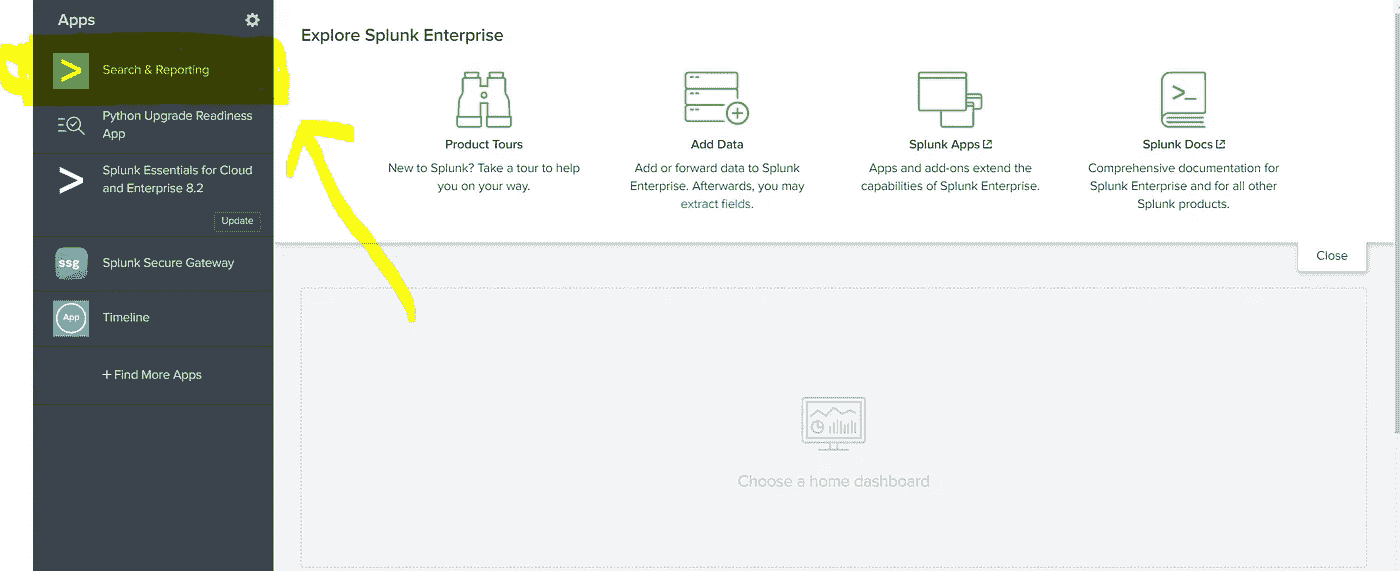 Apps
Search & Reporting
Python Upgrade Readiness
App
Splunk Essentials for Cloud
and Enterprise 8.2
Update
ssg
Splunk Secure Gateway
App
Timeline
+ Find More Apps
Explore Splunk Enterprise
Product Tours
New to Splunk? Take a tour to help
you on your way.
Add Data
Add or forward data to Splunk
Enterprise. Afterwards, you may
extract fields.
Splunk Apps
Apps and add-ons extend the
capabilities of Splunk Enterprise.
Splunk Docs
Comprehensive documentation for
Splunk Enterprise and for all other
Splunk products.
Close
Choose a home dashboard